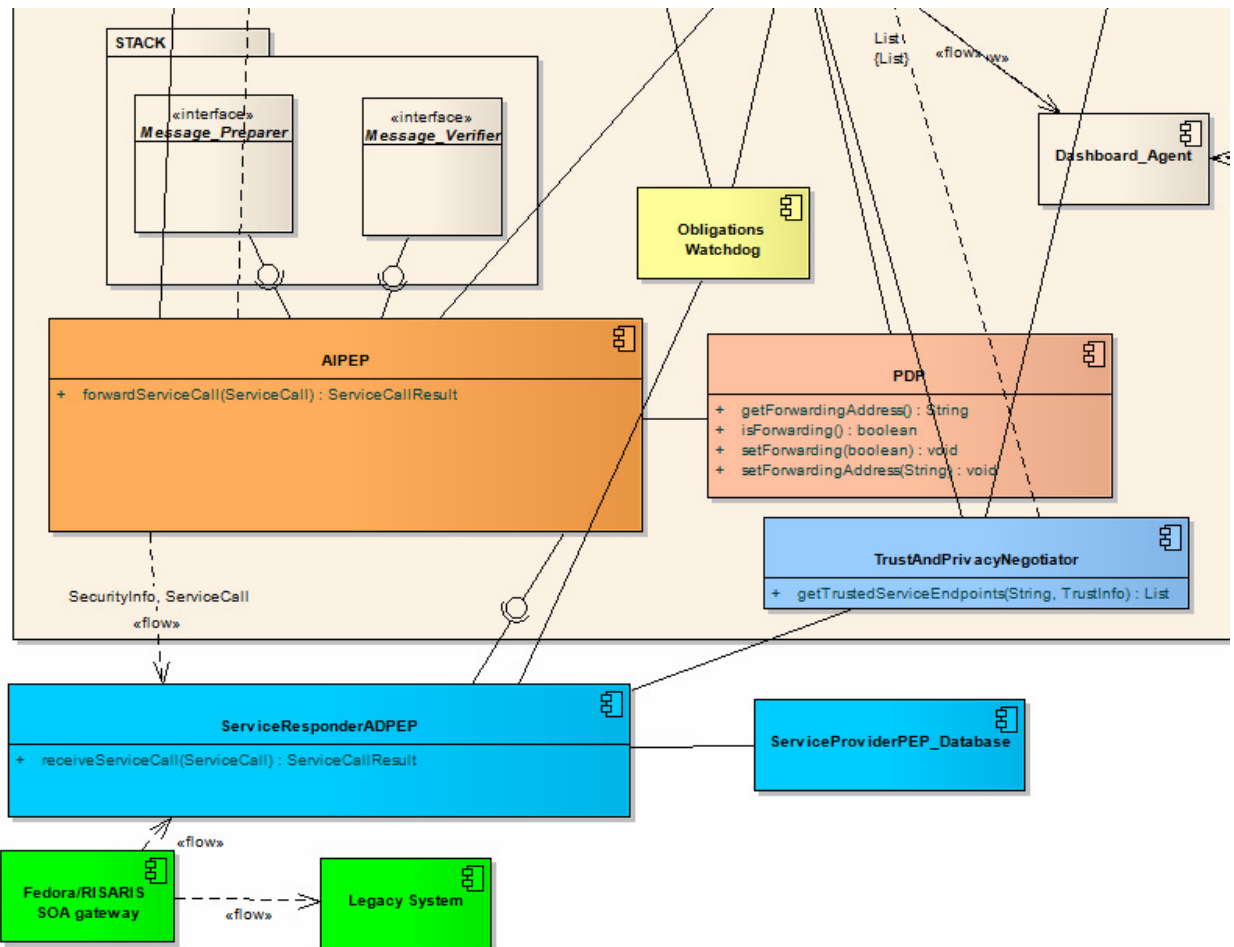 STACK
«interface»
Message_Preparer
«interface»
Message_Verifier
List
{List}
«flow»
Dashboard_Agent
Obligations
Watchdog
AIPEP
+ forwardServiceCall(ServiceCall) : ServiceCallResult
PDP
+ getForwardingAddress() : String
+ isForwarding() : boolean
+ setForwarding(boolean) : void
+ setForwardingAddress(String) : void
TrustAndPrivacyNegotiator
+ getTrustedServiceEndpoints(String, TrustInfo) : List
SecurityInfo, ServiceCall
«flow»
ServiceResponderADPEP
+ receiveServiceCall(ServiceCall) : ServiceCallResult
ServiceProviderPEP_Database
«flow»
Fedora/RISARIS
SOA gateway
«flow»
Legacy System